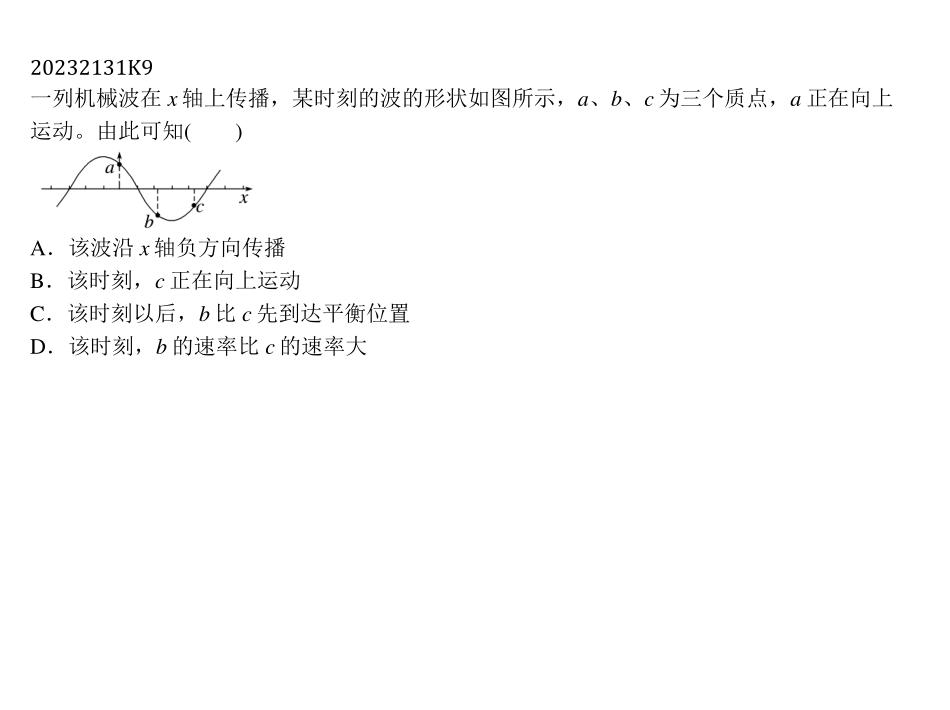 20232131K9
一列机械波在 x 轴上传播，某时刻的波的形状如图所示，a、b、c 为三个质点，a 正在向上
运动。由此可知(　　)
a
b
c
x
A．该波沿 x 轴负方向传播
B．该时刻，c 正在向上运动
C．该时刻以后，b 比 c 先到达平衡位置
D．该时刻，b 的速率比 c 的速率大